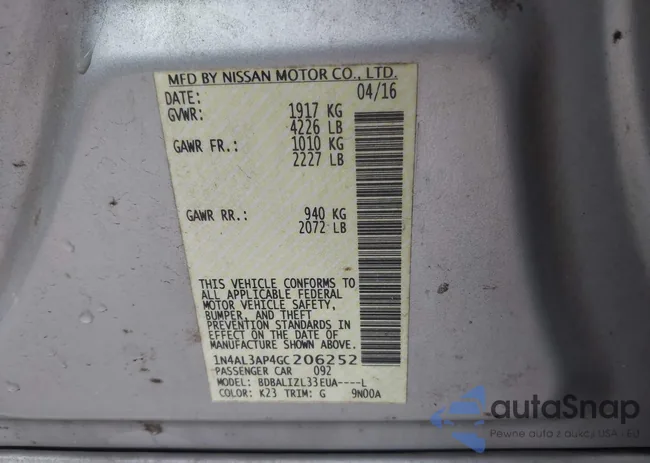 MFD BY NISSAN MOTOR CO., LTD.
DATE: 04/16
GVWR: 1917 KG
4226 LB
GAWR FR.: 1010 KG
2227 LB
GAWR RR.: 940 KG
2072 LB
THIS VEHICLE CONFORMS TO
ALL APPLICABLE FEDERAL
MOTOR VEHICLE SAFETY,
BUMPER, AND THEFT
PREVENTION STANDARDS IN
EFFECT ON THE DATE OF
MANUFACTURE SHOWN ABOVE.
1N4AL3AP4GC206252
PASSENGER CAR 092
MODEL: BDBALIZL33EUA----L
COLOR: K23 TRIM: G 9N00A
autaSnap
Pewne auta z aukcji USA - EU